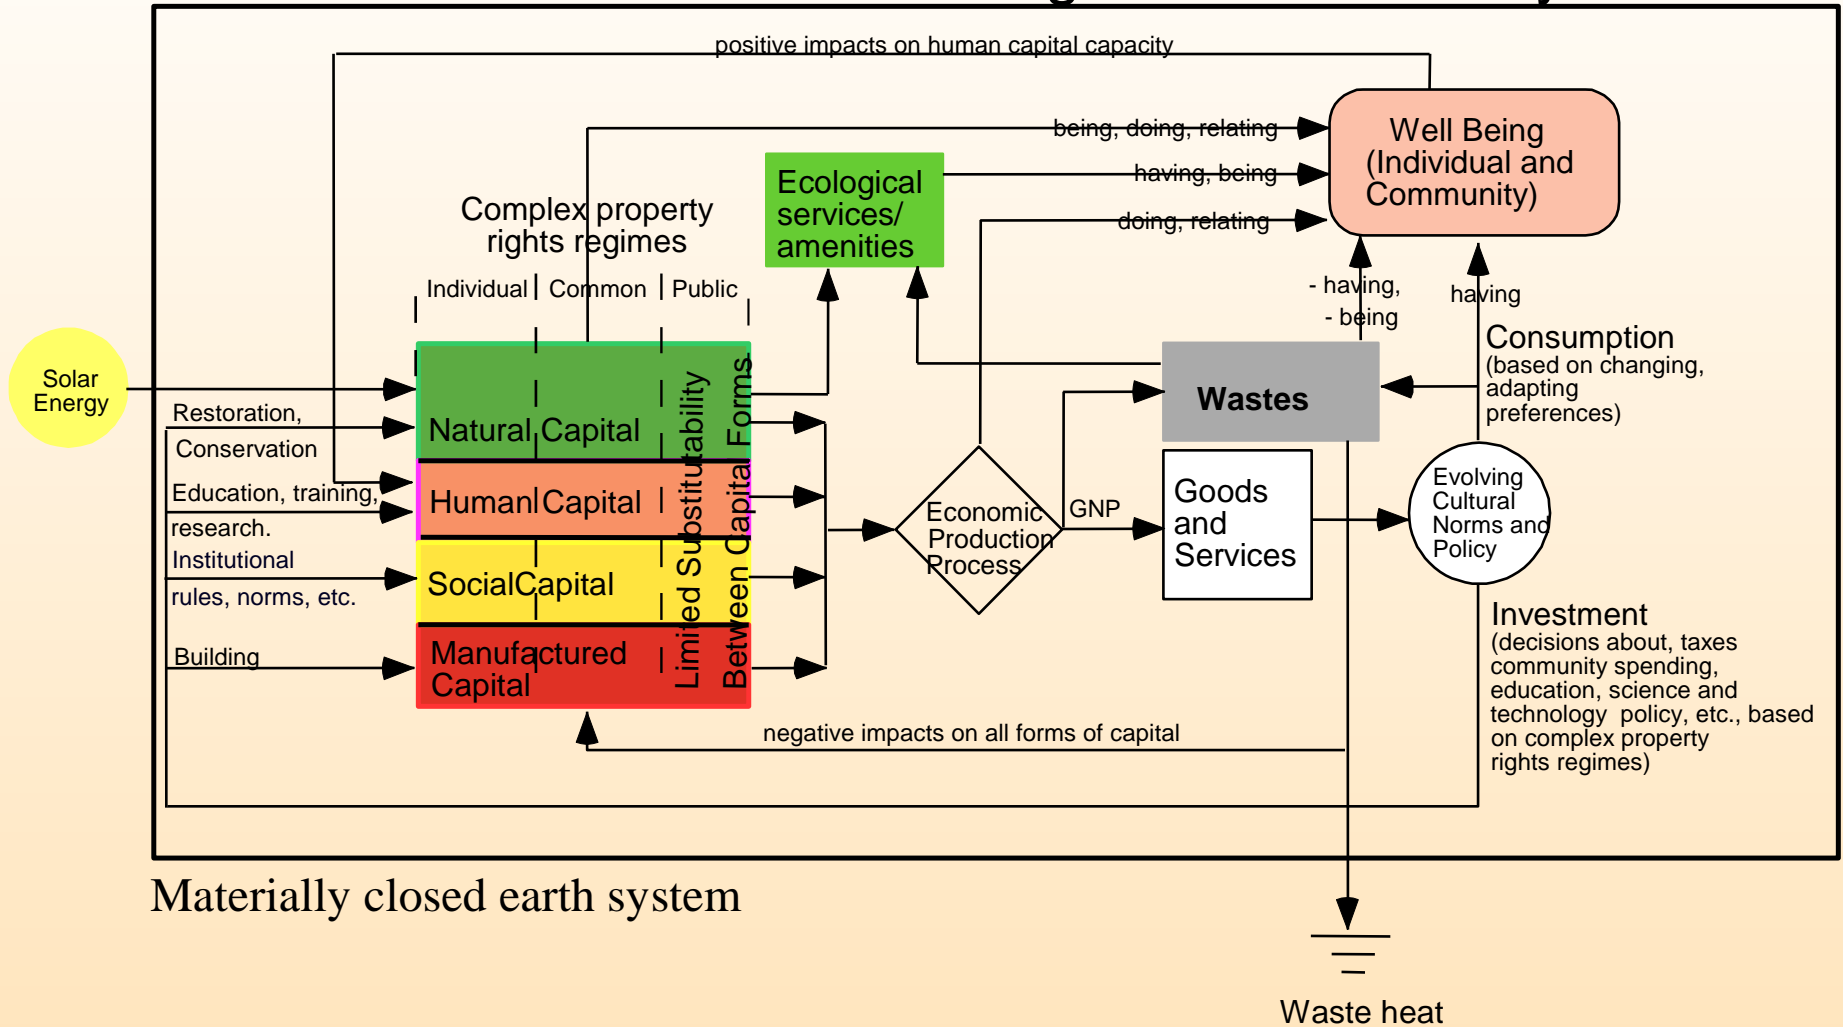 positive impacts on human capital capacity
being, doing, relating
Well Being
(Individual and
Community)
having, being
Ecological
services/
amenities
doing, relating
Complex property
rights regimes
Individual
Common
Public
- having,
- being
having
Consumption
(based on changing,
adapting
preferences)
Solar
Energy
Restoration,
Conservation
Education, training,
research.
Institutional
rules, norms, etc.
Building
Natural Capital
Human Capital
SocialCapital
Manufactured
Capital
Limited Substitutability
Between Capital Forms
Economic
Production
Process
GNP
Wastes
Goods
and
Services
Evolving
Cultural
Norms and
Policy
Investment
(decisions about, taxes
community spending,
education, science and
technology policy, etc., based
on complex property
rights regimes)
negative impacts on all forms of capital
Materially closed earth system
Waste heat